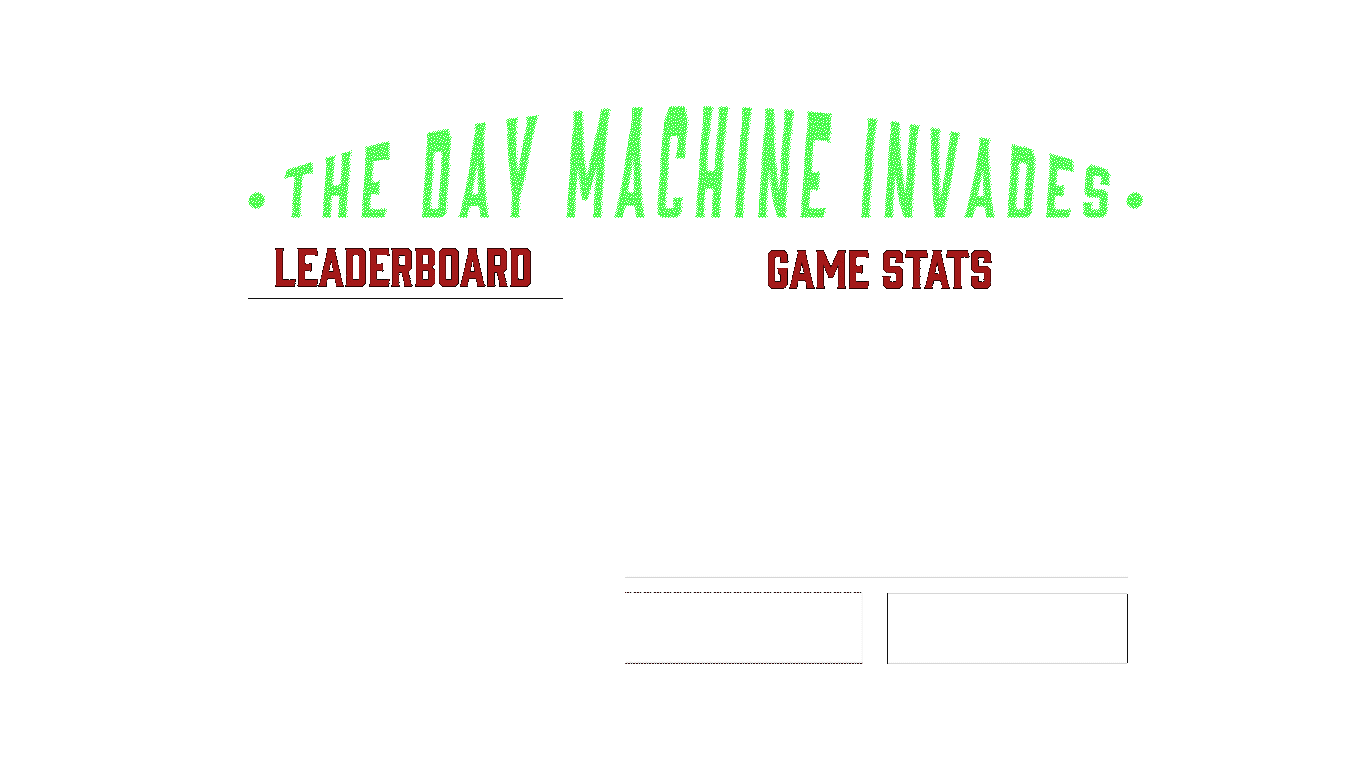 • THE DAY MACHINE INVADES •
LEADERBOARD
GAME STATS